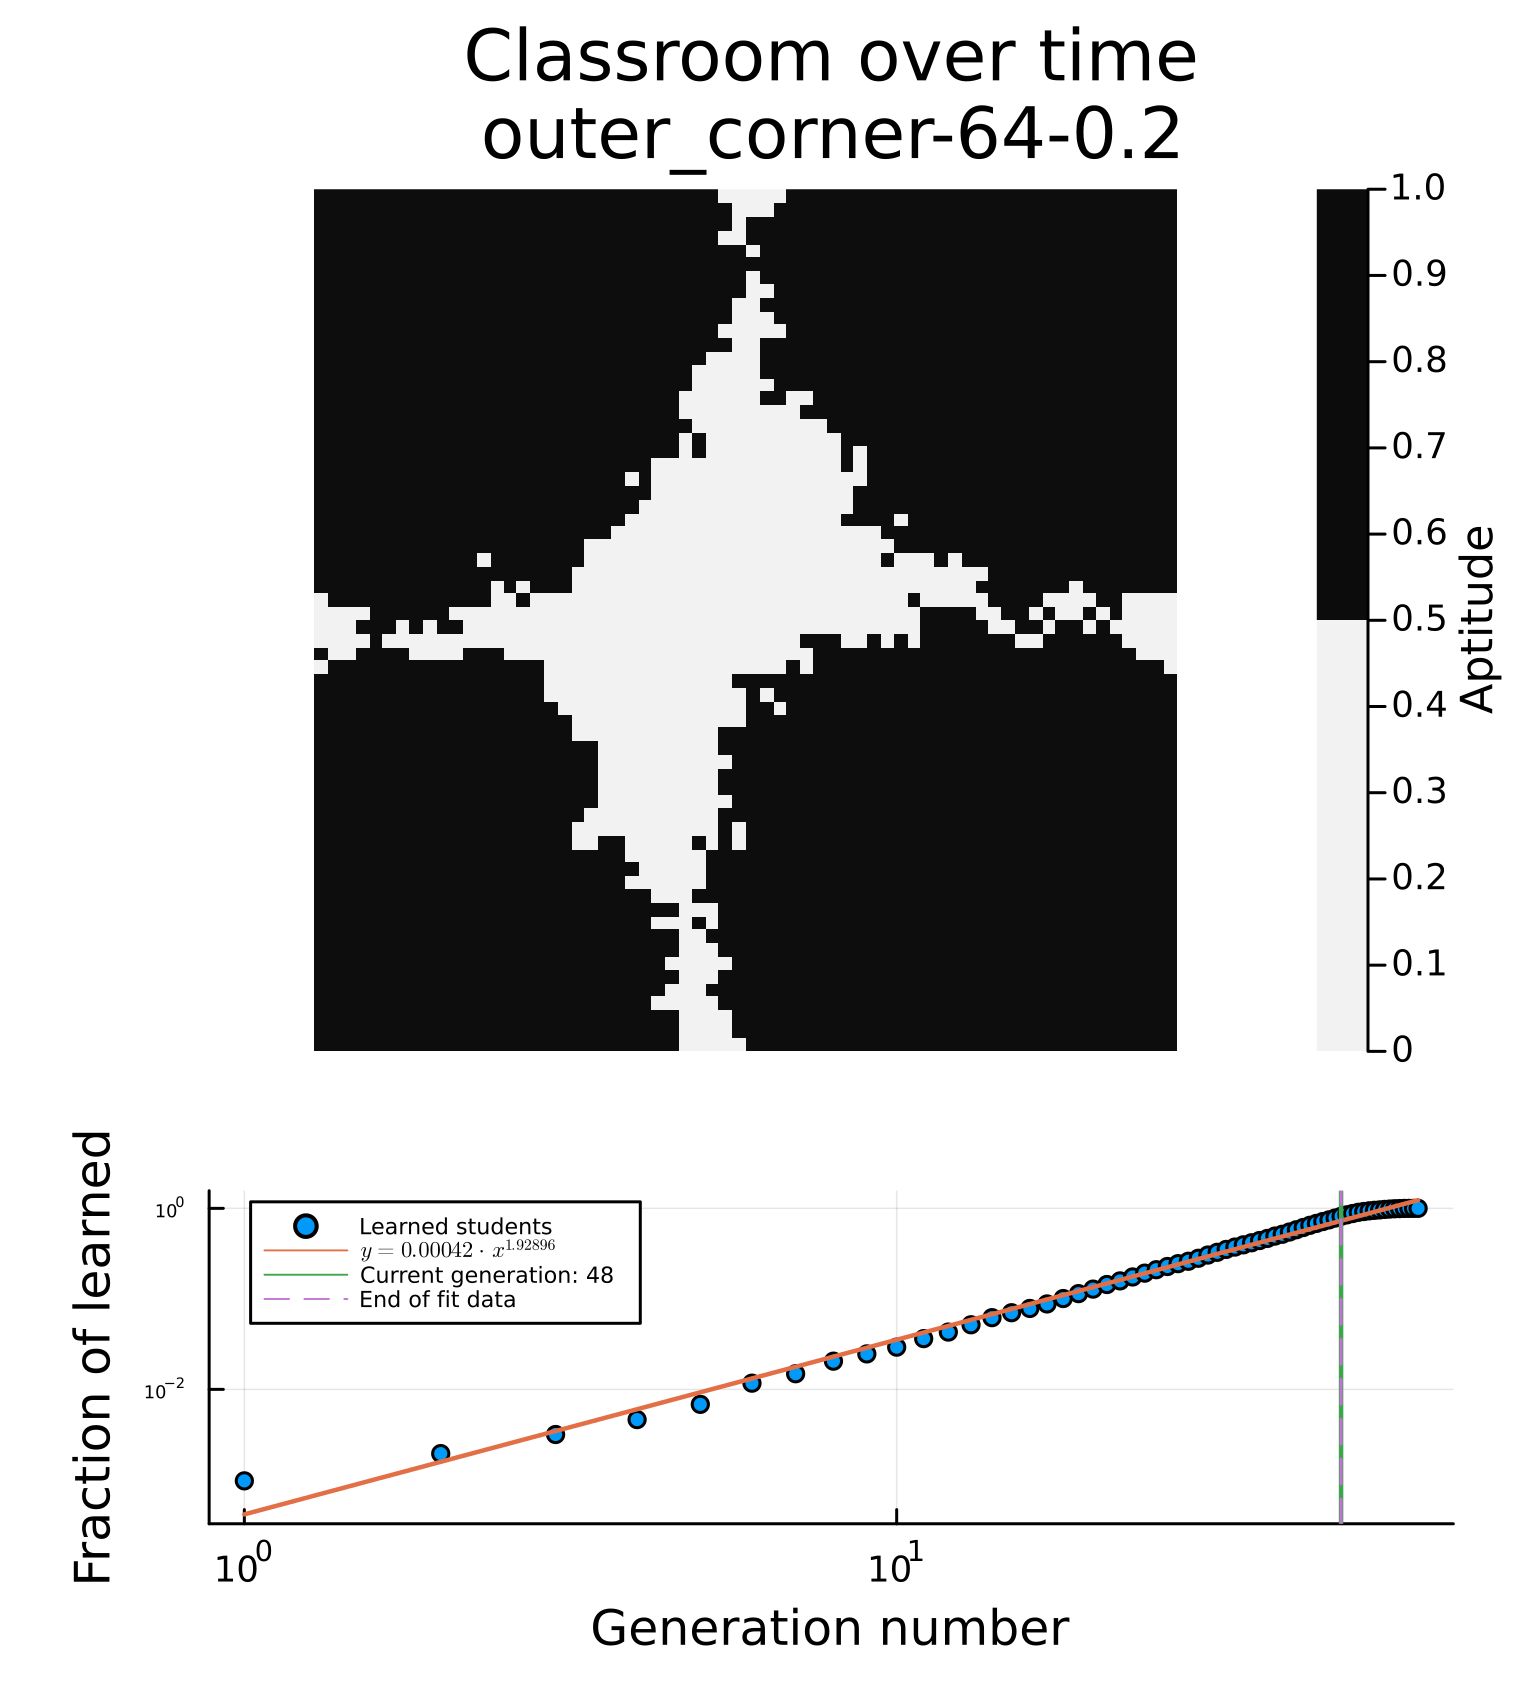 Classroom over time
outer_corner-64-0.2
1.0
0.9
0.8
0.7
0.6
0.5
0.4
0.3
0.2
0.1
0
Aptitude
Fraction of learned
10⁰
10⁻²
Learned students
y = 0.00042 · x^1.92896
Current generation: 48
End of fit data
10⁰
10¹
Generation number